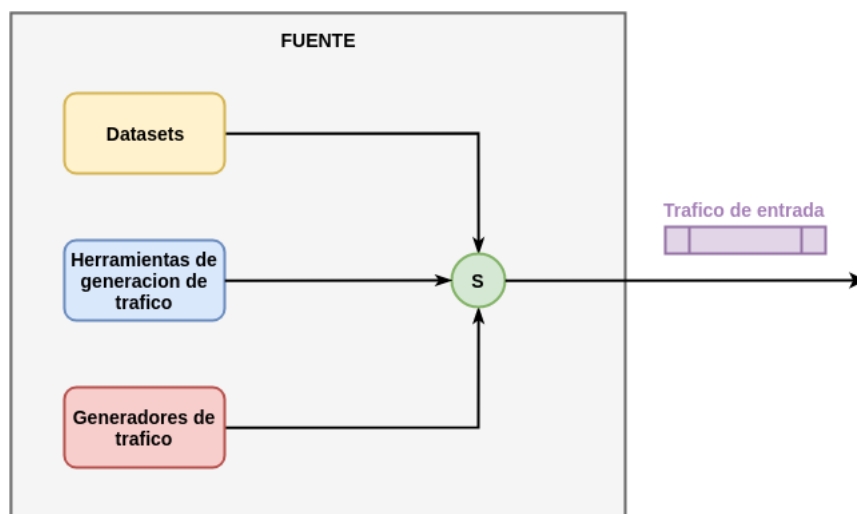 FUENTE
Datasets
Trafico de entrada
Herramientas de
generacion de
trafico
S
Generadores de
trafico